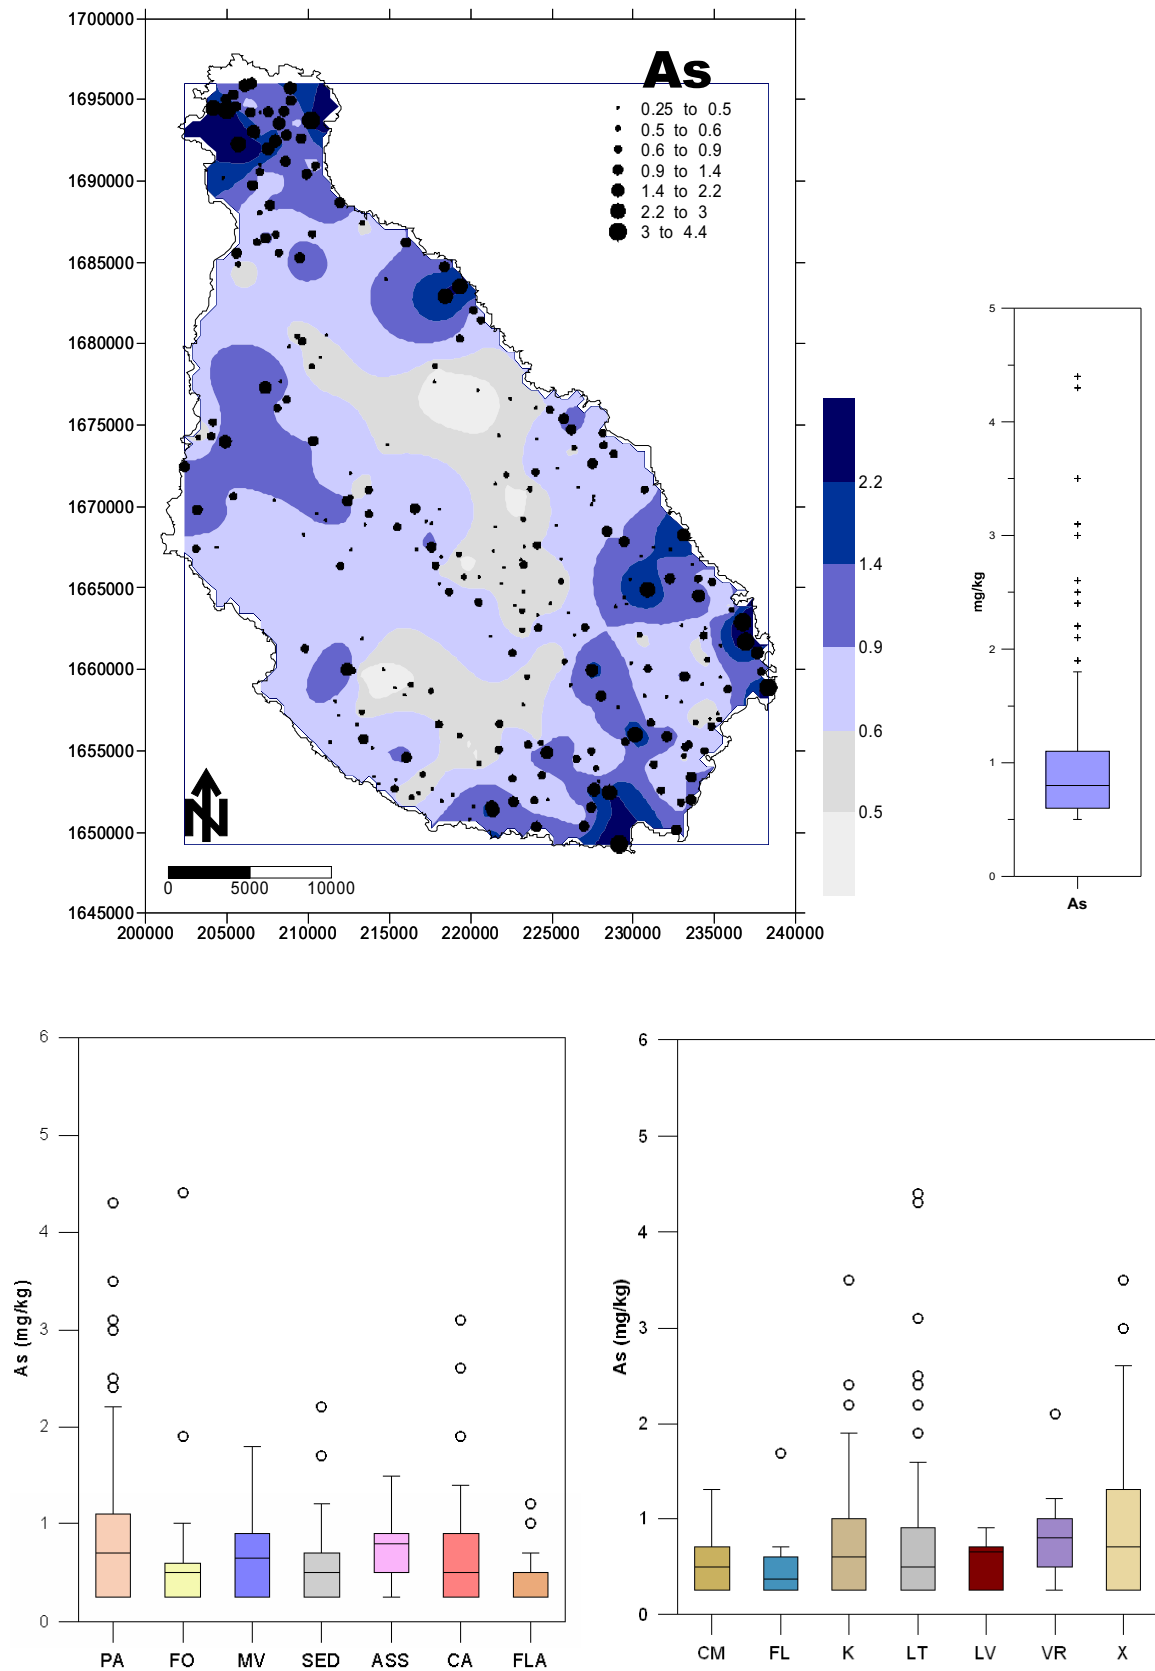 1700000
As
1695000
0.25 to 0.5
0.5 to 0.6
0.6 to 0.9
0.9 to 1.4
1.4 to 2.2
2.2 to 3
3 to 4.4
1690000
1685000
1680000
1675000
1670000
1665000
1660000
1655000
1650000
1645000
N
0 5000 10000
200000 205000 210000 215000 220000 225000 230000 235000 240000
2.2
1.4
0.9
0.6
0.5
5
4
3
2
1
0
mg/kg
As
6
5
4
3
2
1
0
As (mg/kg)
PA FO MV SED ASS CA FLA
6
5
4
3
2
1
0
As (mg/kg)
CM FL K LT LV VR X